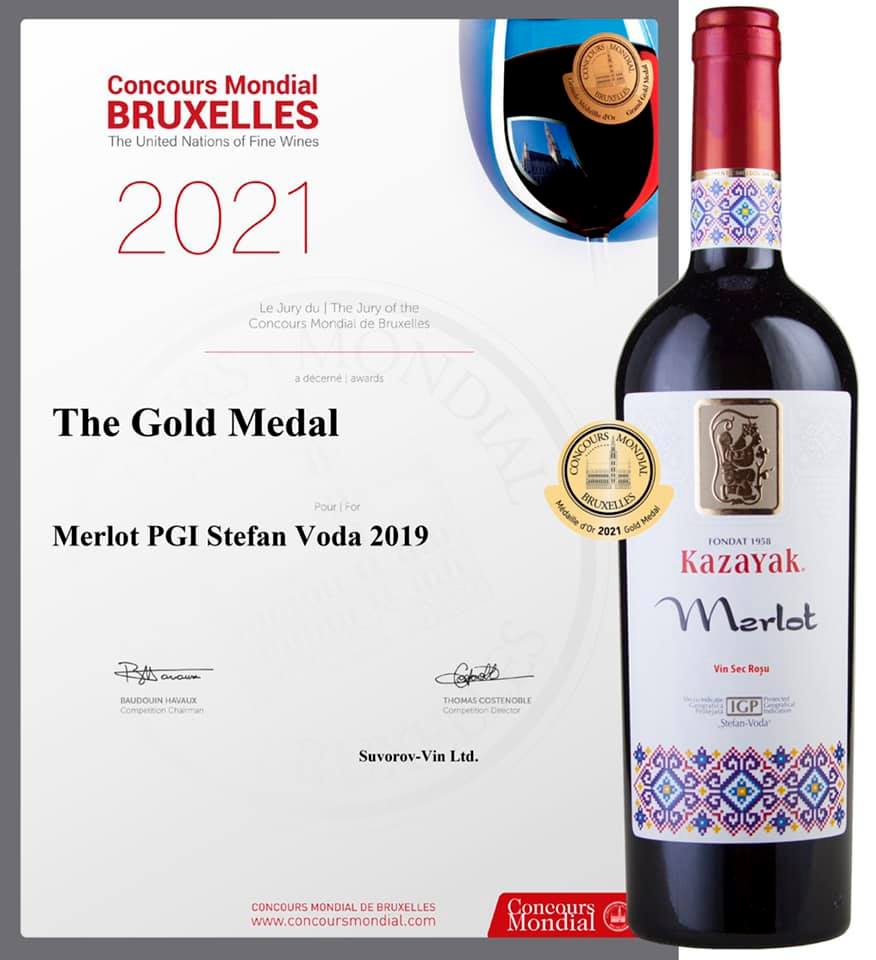 Concours Mondial
BRUXELLES
The United Nations of Fine Wines
2021
Le Jury du | The Jury of the
Concours Mondial de Bruxelles
a décerné | awards
The Gold Medal
Pour | For
Merlot PGI Stefan Voda 2019
BAUDOUIN HAVAUX
Competition Chairman
THOMAS COSTENOBLE
Competition Director
Suvorov-Vin Ltd.
CONCOURS MONDIAL DE BRUXELLES
www.concoursmondial.com
Concours
Mondial
CONCOURS MONDIAL
BRUXELLES
Grande Médaille d'Or Grand Gold Medal
CONCOURS MONDIAL
BRUXELLES
Médaille d'Or 2021 Gold Medal
FONDAT 1958
Kazayak
Merlot
Vin Sec Roşu
Vin cu Indicaţie
Geografică
Protejată
IGP
Protected
Geographical
Indication
„Ştefan-Vodă"